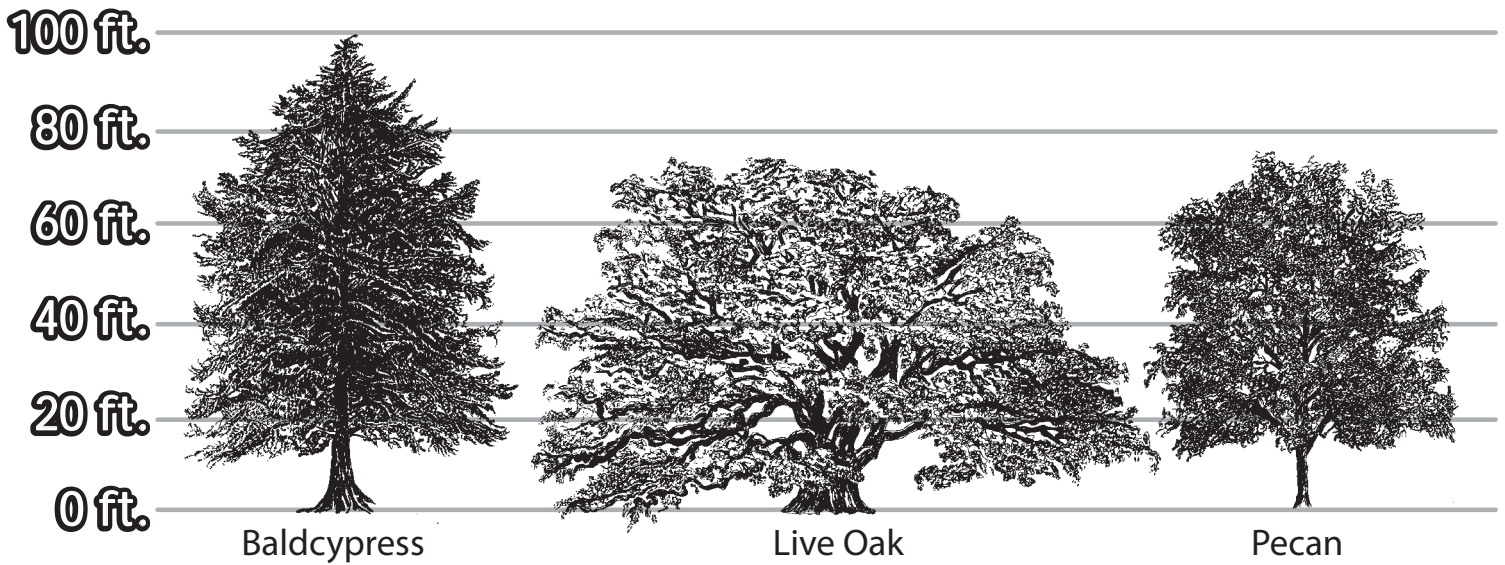 100 ft.
80 ft.
60 ft.
40 ft.
20 ft.
0 ft.
Baldcypress
Live Oak
Pecan